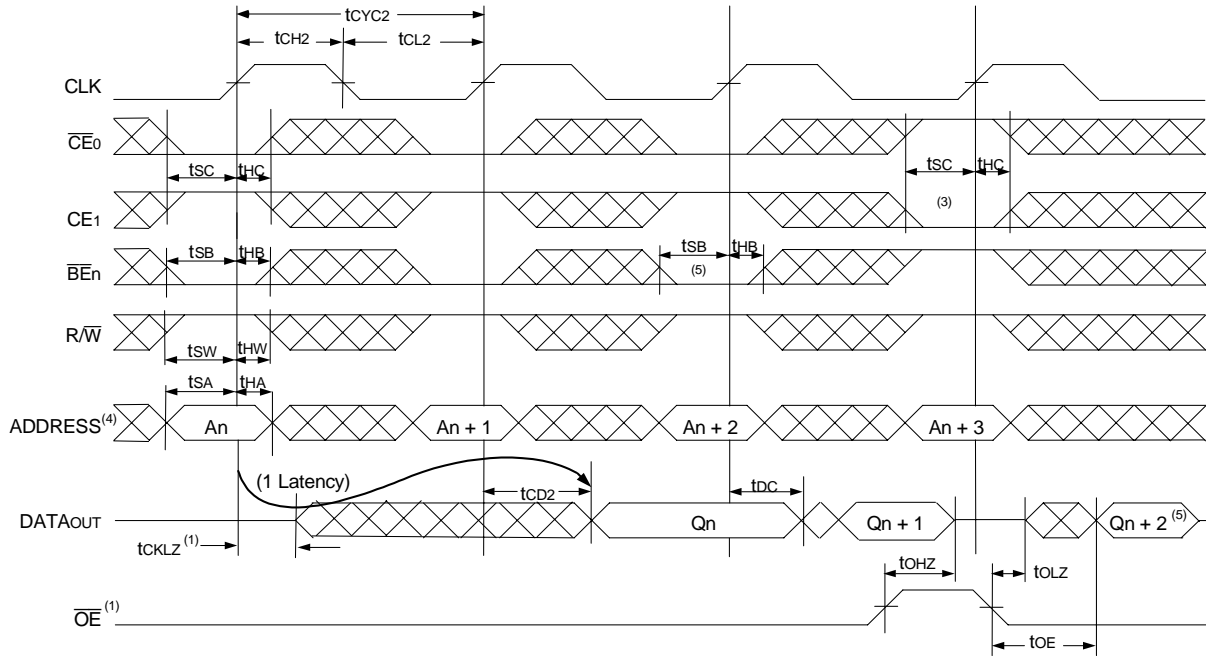 tCYC2
tCH2 tCL2
CLK
CE0
tSC tHC tSC tHC
CE1 (3)
tSB tHB tSB tHB
BEn (5)
R/W
tSW tHW
tSA tHA
ADDRESS(4) An An + 1 An + 2 An + 3
(1 Latency) tCD2 tDC
DATAOUT Qn Qn + 1 Qn + 2 (5)
tCKLZ(1)
tOHZ tOLZ
OE (1)
tOE